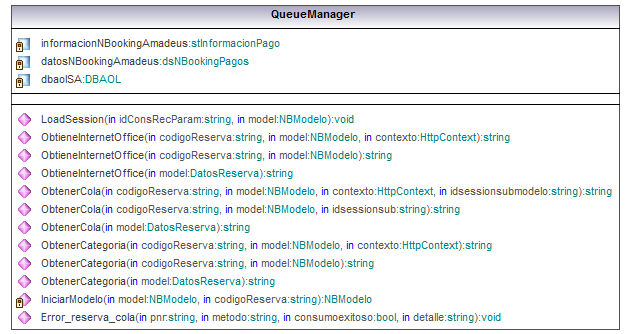 QueueManager
informacionNBookingAmadeus:stInformacionPago
datosNBookingAmadeus:dsNBookingPagos
dbaolSA:DBAOL
LoadSession(in idConsRecParam:string, in model:NBModelo):void
ObtieneInternetOffice(in codigoReserva:string, in model:NBModelo, in contexto:HttpContext):string
ObtieneInternetOffice(in codigoReserva:string, in model:NBModelo):string
ObtieneInternetOffice(in model:DatosReserva):string
ObtenerCola(in codigoReserva:string, in model:NBModelo, in contexto:HttpContext, in idsessionsubmodelo:string):string
ObtenerCola(in codigoReserva:string, in model:NBModelo, in idsessionsub:string):string
ObtenerCola(in model:DatosReserva):string
ObtenerCategoria(in codigoReserva:string, in model:NBModelo, in contexto:HttpContext):string
ObtenerCategoria(in codigoReserva:string, in model:NBModelo):string
ObtenerCategoria(in model:DatosReserva):string
IniciarModelo(in model:NBModelo, in codigoReserva:string):NBModelo
Error_reserva_cola(in pnr:string, in metodo:string, in consumoexitoso:bool, in detalle:string):void